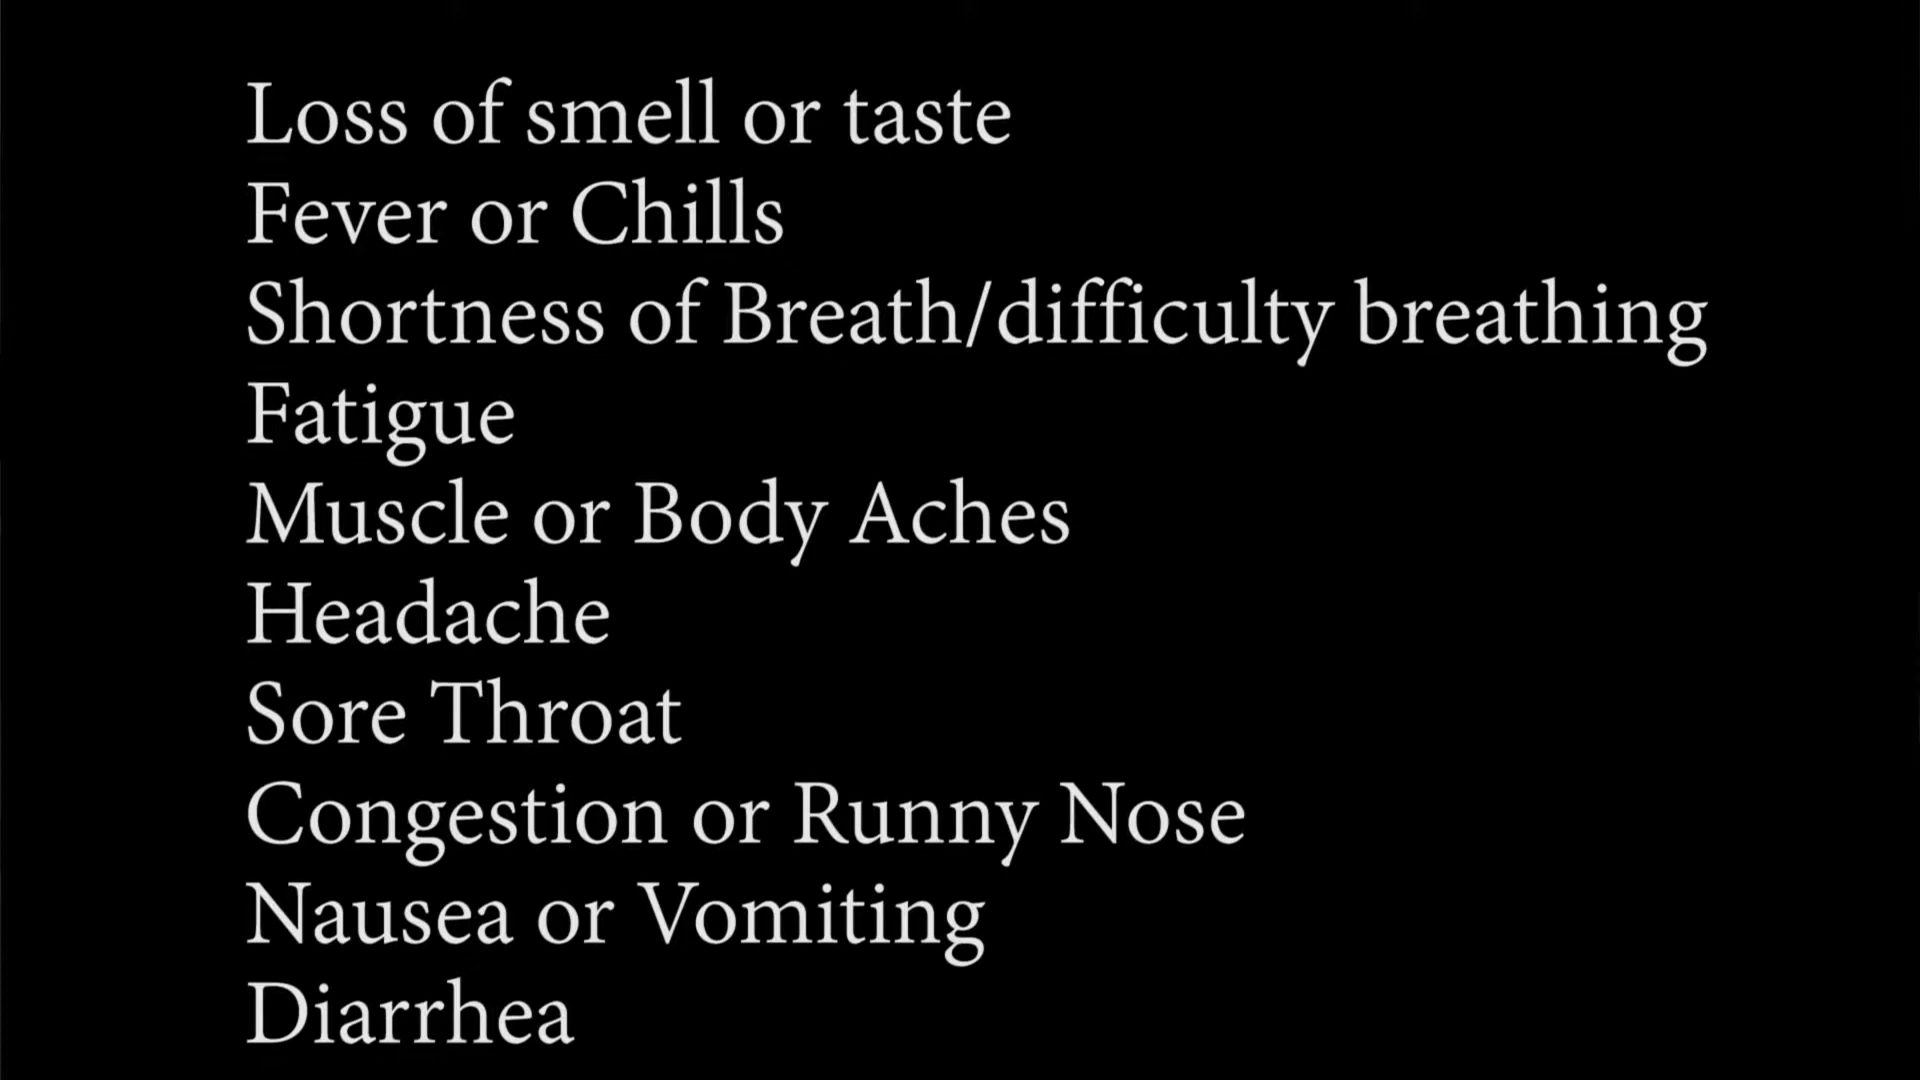 Loss of smell or taste
Fever or Chills
Shortness of Breath/difficulty breathing
Fatigue
Muscle or Body Aches
Headache
Sore Throat
Congestion or Runny Nose
Nausea or Vomiting
Diarrhea